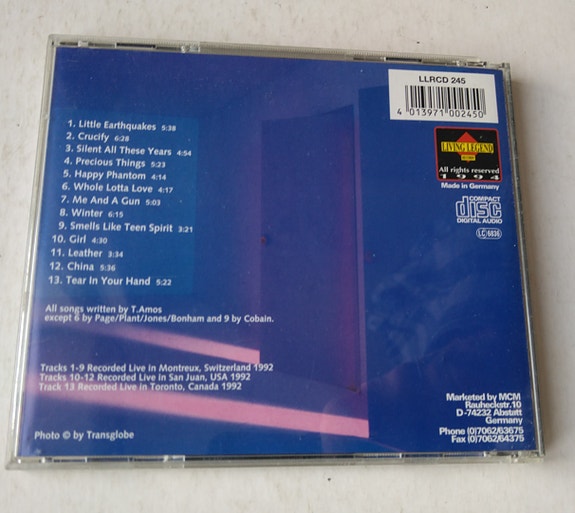 LLRCD 245
4 013971 002450
1. Little Earthquakes 5:38
2. Crucify 6:28
3. Silent All These Years 4:54
4. Precious Things 5:23
5. Happy Phantom 4:14
6. Whole Lotta Love 4:17
7. Me And A Gun 5:03
8. Winter 6:15
9. Smells Like Teen Spirit 3:21
10. Girl 4:30
11. Leather 3:34
12. China 5:36
13. Tear In Your Hand 5:22
LIVING LEGEND
All rights reserved
1994
Made in Germany
COMPACT
disc
DIGITAL AUDIO
LC 6836
All songs written by T.Amos
except 6 by Page/Plant/Jones/Bonham and 9 by Cobain.
Tracks 1-9 Recorded Live in Montreux, Switzerland 1992
Tracks 10-12 Recorded Live in San Juan, USA 1992
Track 13 Recorded Live in Toronto, Canada 1992
Photo © by Transglobe
Marketed by MCM
Rauheckstr.10
D-74232 Abstatt
Germany
Phone (0)7062/63675
Fax (0)7062/64375